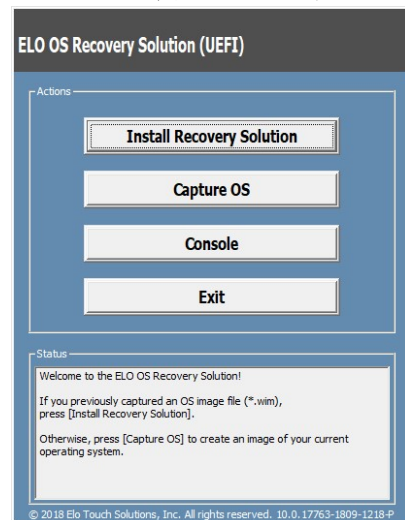 ELO OS Recovery Solution (UEFI)
Actions
Install Recovery Solution
Capture OS
Console
Exit
Status
Welcome to the ELO OS Recovery Solution!
If you previously captured an OS image file (*.wim),
press [Install Recovery Solution].
Otherwise, press [Capture OS] to create an image of your current
operating system.
© 2018 Elo Touch Solutions, Inc. All rights reserved. 10.0.17763-1809-1218-P